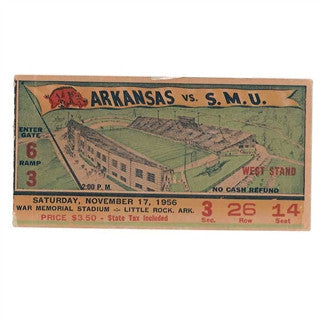 ARKANSAS VS. S.M.U.
ENTER GATE
6
RAMP
3
2:00 P.M.
WEST STAND
NO CASH REFUND
SATURDAY, NOVEMBER 17, 1956
WAR MEMORIAL STADIUM - LITTLE ROCK, ARK.
PRICE $3.50 - State Tax Included
3 26 14
Sec. Row Seat